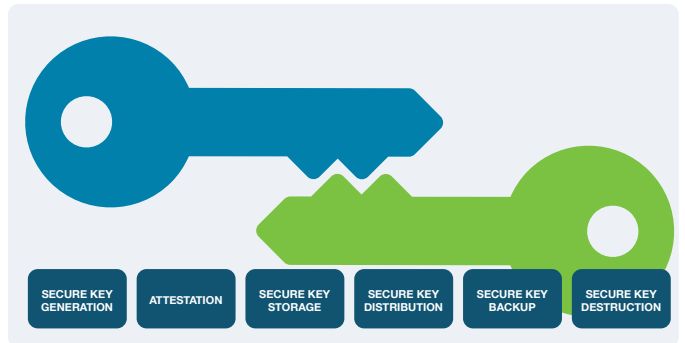 SECURE KEY
GENERATION
ATTESTATION
SECURE KEY
STORAGE
SECURE KEY
DISTRIBUTION
SECURE KEY
BACKUP
SECURE KEY
DESTRUCTION